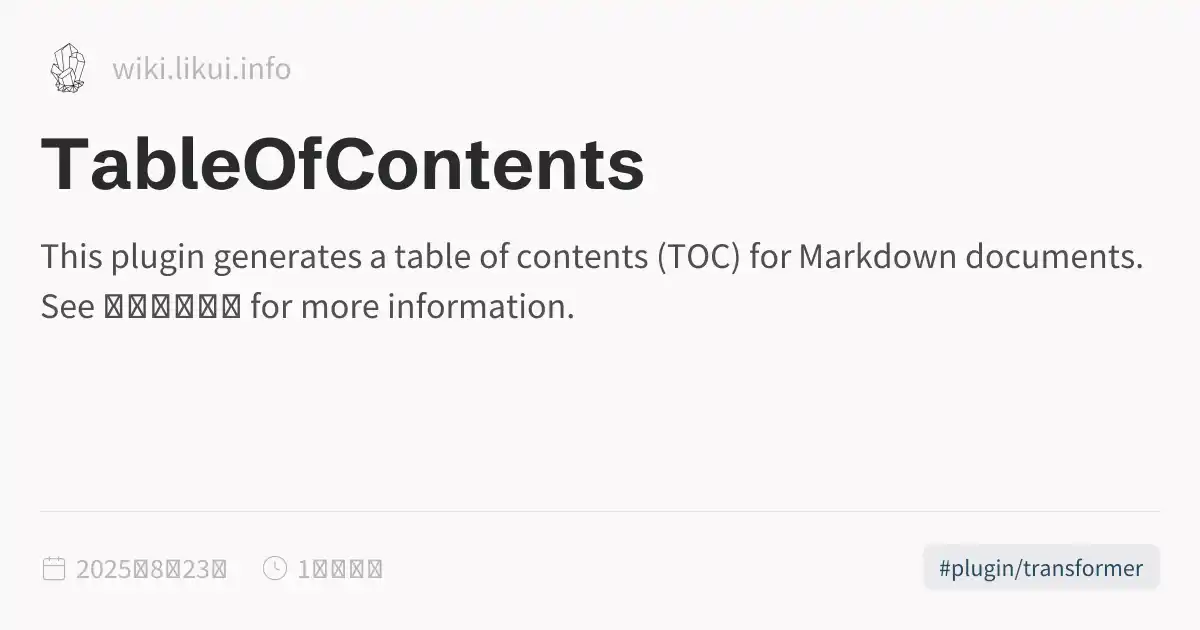 wiki.likui.info
TableOfContents
This plugin generates a table of contents (TOC) for Markdown documents.
See for more information.
2025 8 23
1
#plugin/transformer